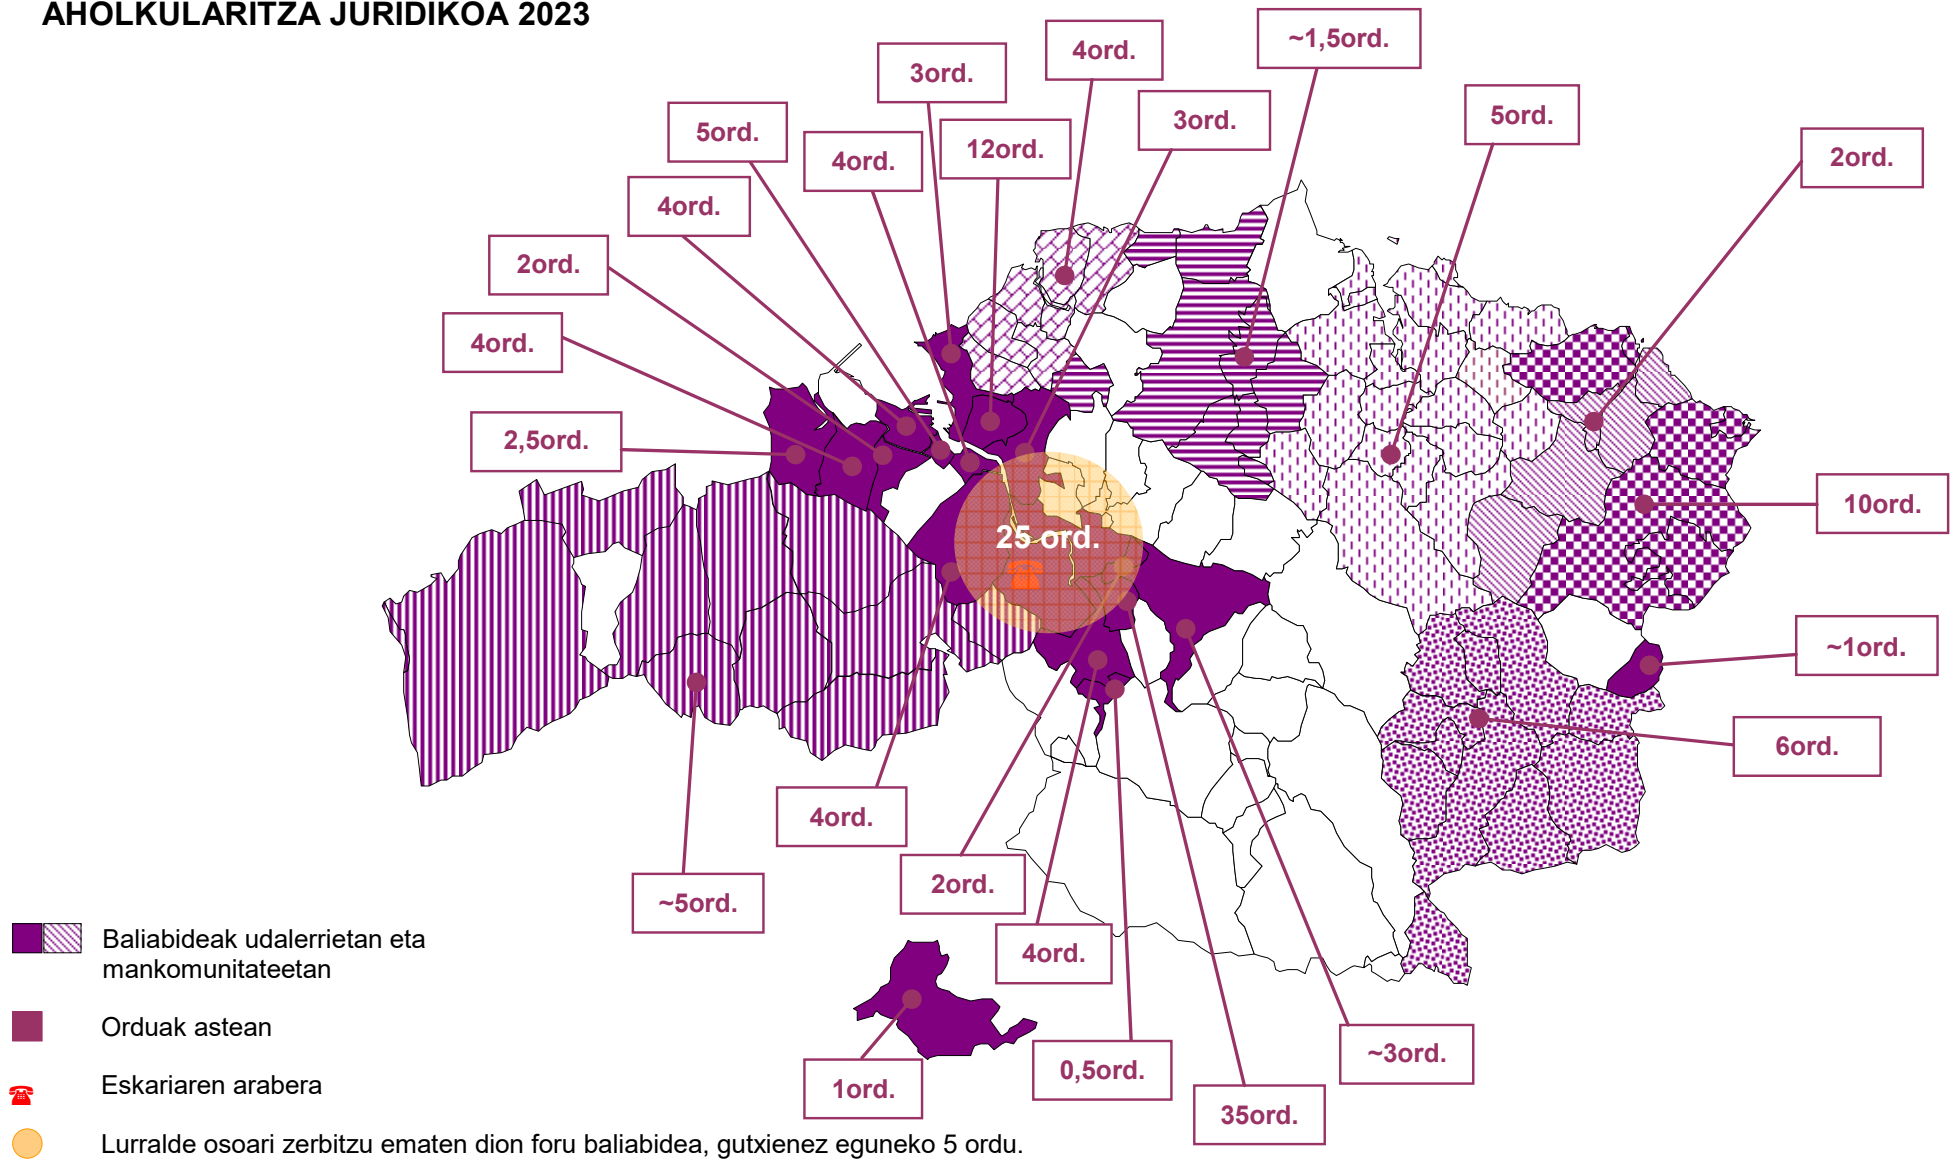 AHOLKULARITZA JURIDIKOA 2023
~1,5ord.
4ord.
3ord.
3ord.
5ord.
5ord.
4ord.
12ord.
2ord.
4ord.
2ord.
4ord.
2,5ord.
10ord.
25 ord.
~1ord.
6ord.
4ord.
2ord.
~5ord.
4ord.
~3ord.
0,5ord.
1ord.
35ord.
Baliabideak udalerrietan eta
mankomunitateetan
Orduak astean
Eskariaren arabera
Lurralde osoari zerbitzu ematen dion foru baliabidea, gutxienez eguneko 5 ordu.